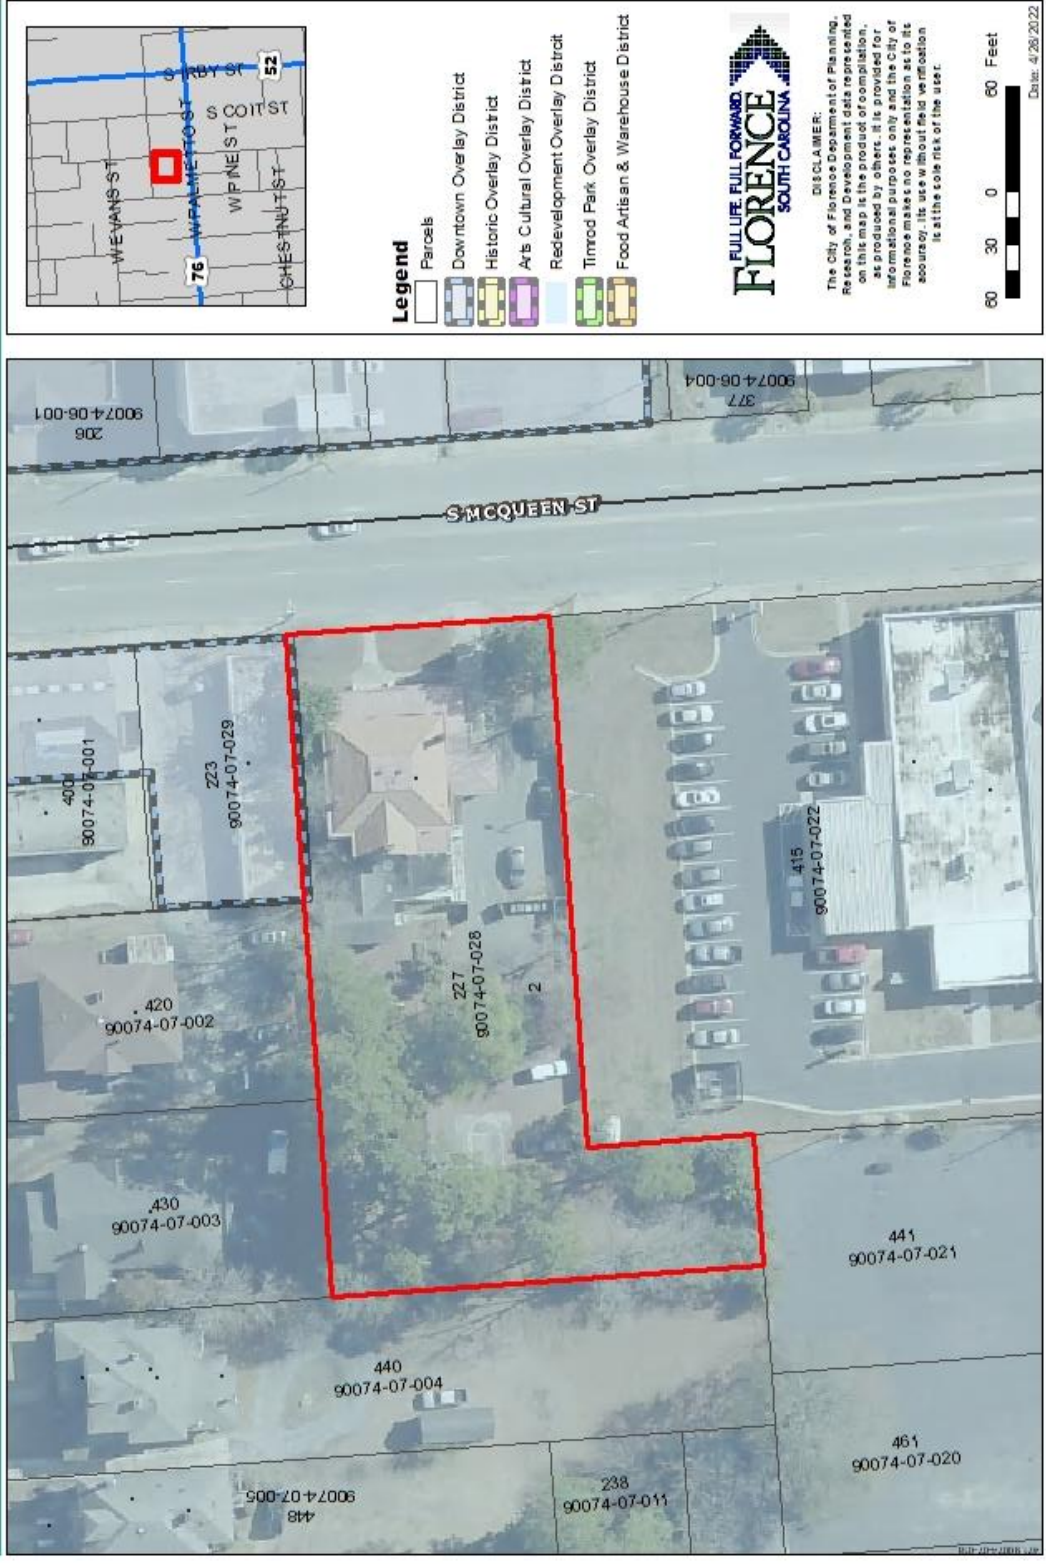 W EVANS ST
W PALMETTO ST
W PINE ST
CHESTNUT ST
S COIT ST
S IRBY ST
52
76
Legend
Parcels
Downtown Overlay District
Historic Overlay District
Arts Cultural Overlay District
Redevelopment Overlay Distroit
Timrod Park Overlay District
Food Artisan & Warehouse District
FULL LIFE. FULL FORWARD.
FLORENCE
SOUTH CAROLINA
DISCLAIMER:
The City of Florence Deparment of Planning,
Research, and Development data represented
on this map is the product of compilation,
as produced by others. It is provided for
informational purposes only and the City of
Florence makes no representation as to its
accuracy. Its use without field verification
is at the sole risk of the user.
60 30 0 60 Feet
Date: 4/26/2022
206
90074-06-001
377
90074-06-004
S MCQUEEN ST
400
90074-07-001
223
90074-07-029
420
90074-07-002
227
90074-07-028
2
415
90074-07-022
430
90074-07-003
441
90074-07-021
440
90074-07-004
448
90074-07-005
238
90074-07-011
461
90074-07-020